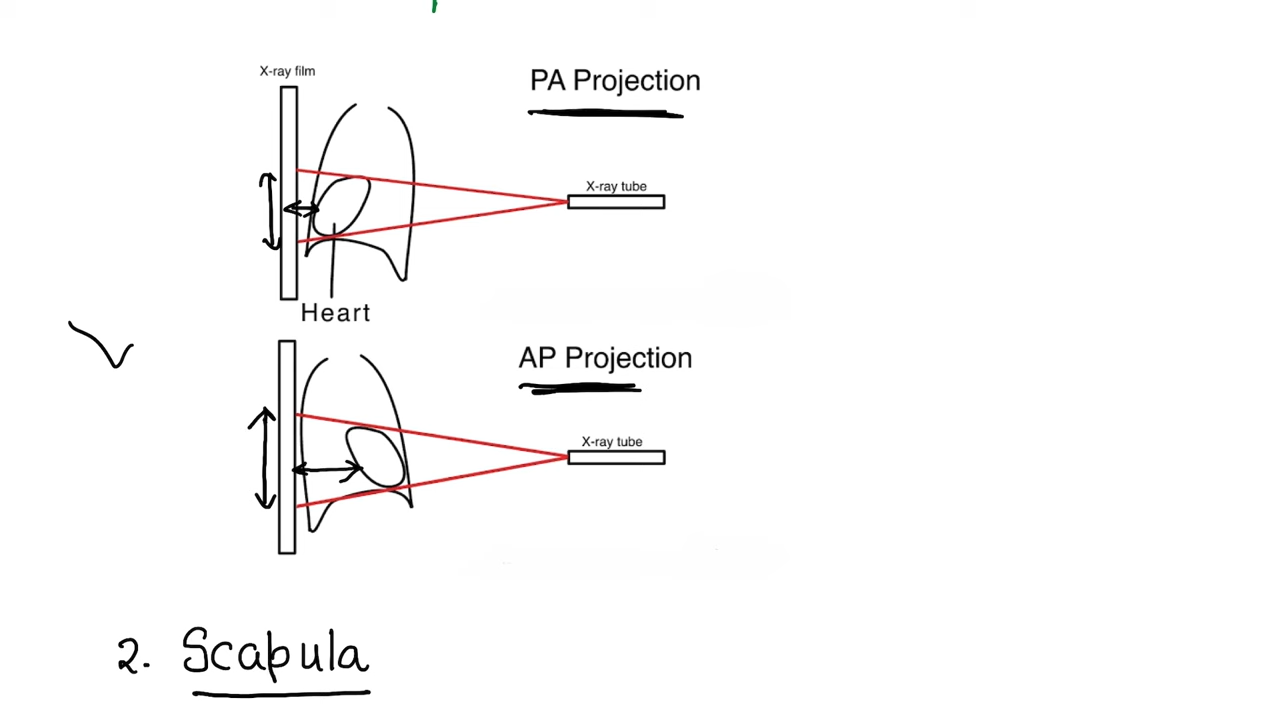 X-ray film
PA Projection
X-ray tube
Heart
AP Projection
X-ray tube
2. Scapula